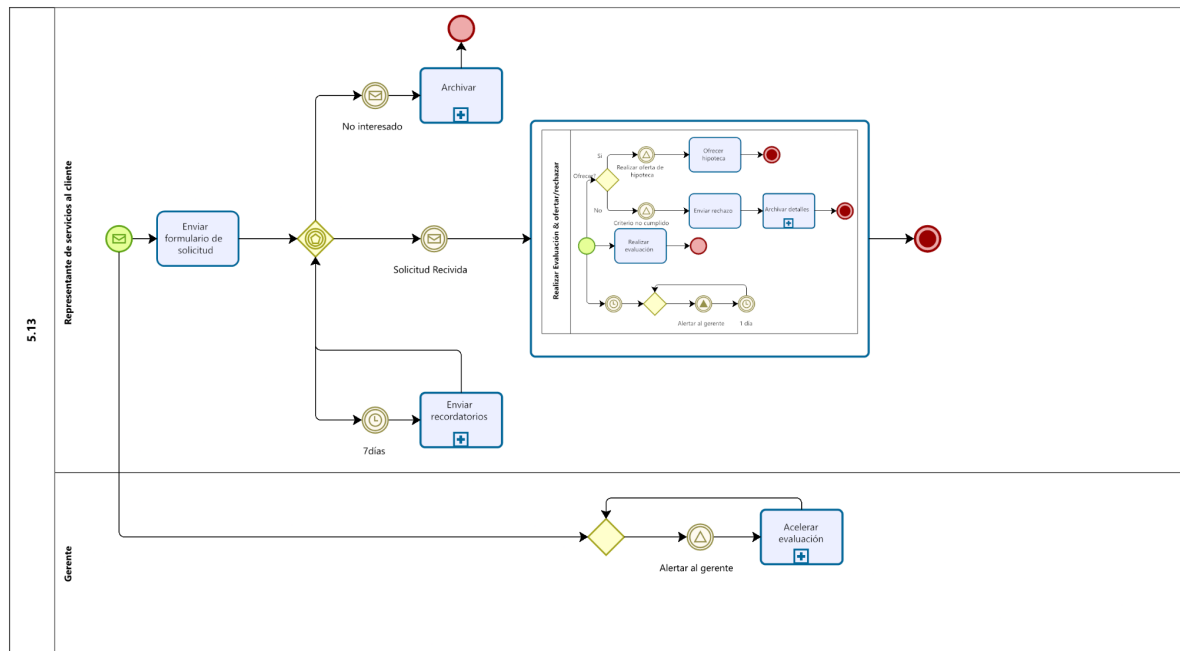 5.13
Representante de servicios al cliente
Enviar
formulario de
solicitud
No interesado
Archivar
Solicitud Recivida
7días
Enviar
recordatorios
Realizar Evaluación & ofertar/rechazar
Ofrecer?
Si
Realizar oferta de
hipoteca
Ofrecer
hipoteca
No
Criterio no cumplido
Enviar rechazo
Archivar detalles
Realizar
evaluación
Alertar al gerente
1 día
Gerente
Alertar al gerente
Acelerar
evaluación